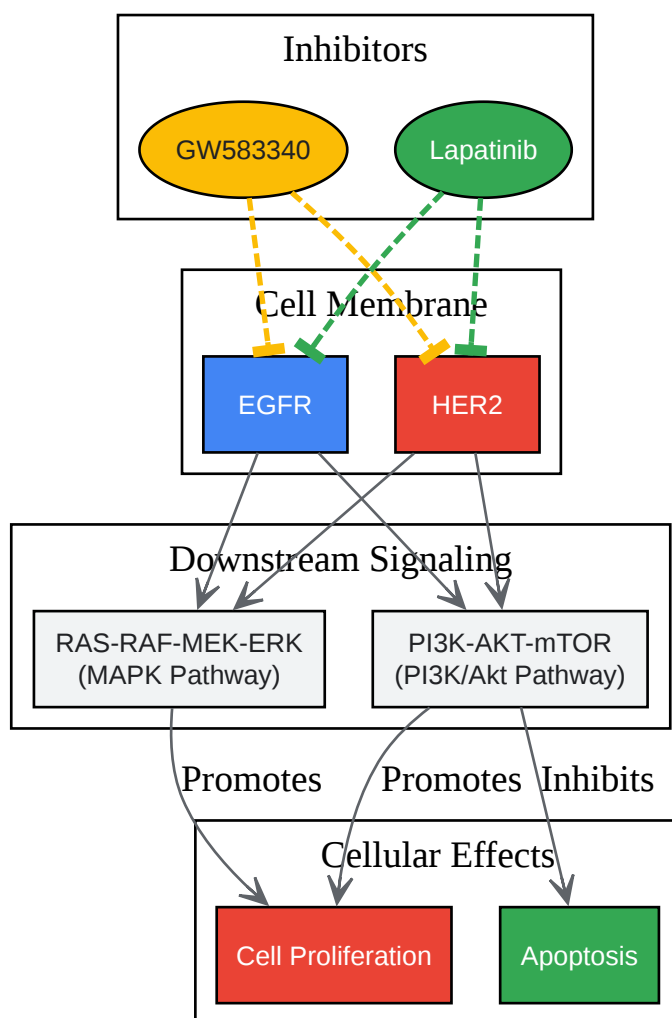 Inhibitors
GW583340
Lapatinib
Cell Membrane
EGFR
HER2
Downstream Signaling
RAS-RAF-MEK-ERK
(MAPK Pathway)
PI3K-AKT-mTOR
(PI3K/Akt Pathway)
Promotes
Promotes
Inhibits
Cellular Effects
Cell Proliferation
Apoptosis